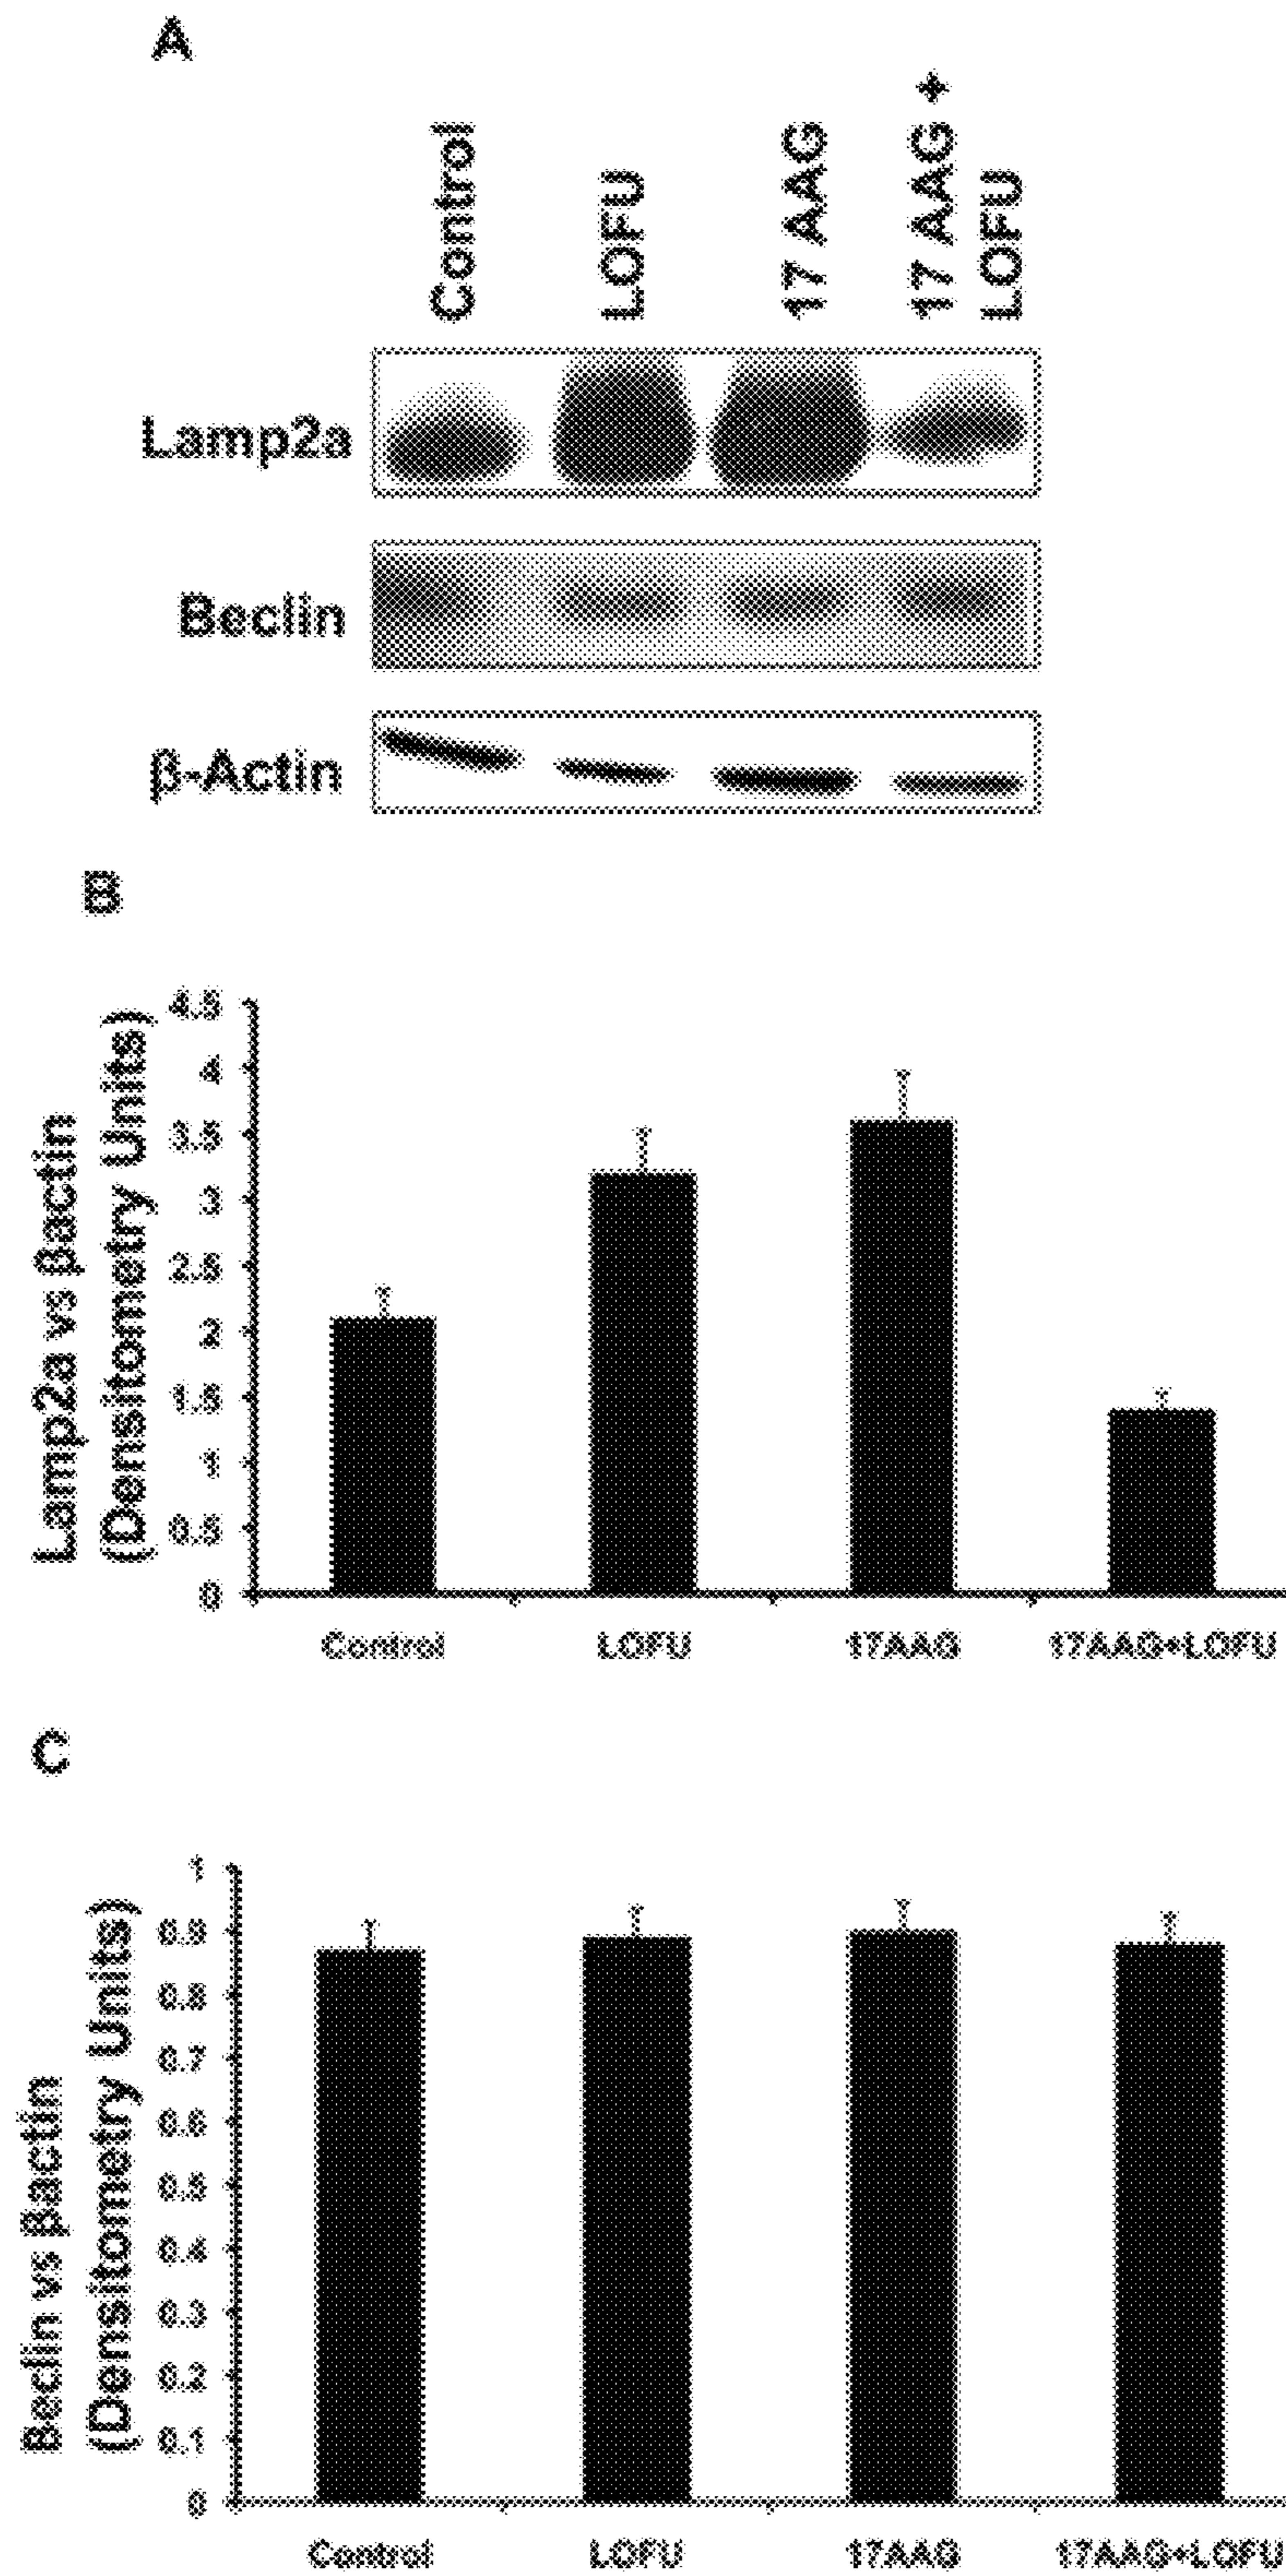 A
Control
LOFU
17 AAG
17 AAG +
LOFU
Lamp2a
Beclin
β-Actin
B
Lamp2a vs βactin
(Densitometry Units)
4.5
4
3.5
3
2.5
2
1.5
1
0.5
0
Control
LOFU
17AAG
17AAG+LOFU
C
Beclin vs βactin
(Densitometry Units)
1
0.9
0.8
0.7
0.6
0.5
0.4
0.3
0.2
0.1
0
Control
LOFU
17AAG
17AAG+LOFU